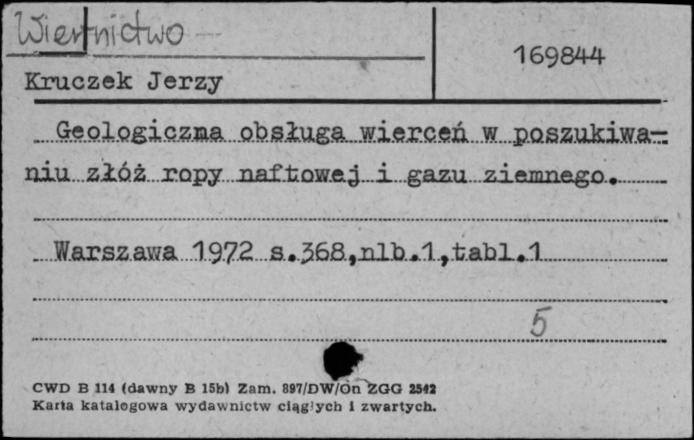 Wiertnictwo
169844
Kruczek Jerzy
Geologiczna obsługa wierceń w poszukiwa=
niu złóż ropy naftowej i gazu ziemnego.
Warszawa 1972 s.368,nlb.1,tabl.1
5
CWD B 114 (dawny B 15b) Zam. 897/DW/On ZGG 2542
Karta katalogowa wydawnictw ciągłych i zwartych.